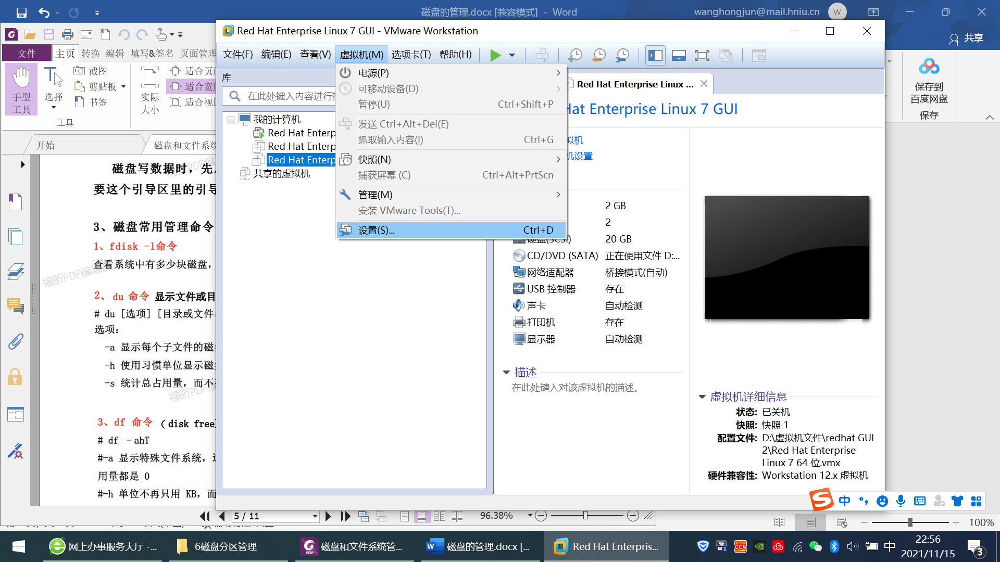 磁盘的管理.docx [兼容模式] - Word
wanghongjun@mail.hniu.cn
W
共享
文件
主页
转换
编辑
填写&签名
页面管理
手型
工具
选择
截图
剪贴板
书签
实际
大小
适合页
适合宽
适合视
工具
保存到
百度网盘
保存
开始
磁盘和文件系统
磁盘写数据时，先
要这个引导区里的引导
3、磁盘常用管理命令
1、fdisk -l命令
查看系统中有多少块磁盘，
福昕PDF编辑器
2、du 命令 显示文件或目
# du [选项] [目录或文件
选项：
-a 显示每个子文件的磁
-h 使用习惯单位显示磁
-s 统计总占用量，而不
福昕PDF
3、df 命令 (disk free
# df -ahT
#-a 显示特殊文件系统，
用量都是 0
#-h 单位不再只用 KB，而
Red Hat Enterprise Linux 7 GUI - VMware Workstation
文件(F)
编辑(E)
查看(V)
虚拟机(M)
选项卡(T)
帮助(H)
库
在此处键入内容进行
我的计算机
Red Hat Enterp
Red Hat Enterp
Red Hat Enterp
共享的虚拟机
电源(P)
可移动设备(D)
暂停(U) Ctrl+Shift+P
发送 Ctrl+Alt+Del(E)
抓取输入内容(I) Ctrl+G
快照(N)
捕获屏幕 (C) Ctrl+Alt+PrtScn
管理(M)
安装 VMware Tools(T)...
设置(S)... Ctrl+D
Red Hat Enterprise Linux ...
Hat Enterprise Linux 7 GUI
拟机
机设置
2 GB
2
硬盘(SCSI) 20 GB
CD/DVD (SATA) 正在使用文件 D:...
网络适配器 桥接模式(自动)
USB 控制器 存在
声卡 自动检测
打印机 存在
显示器 自动检测
描述
在此处键入对该虚拟机的描述。
虚拟机详细信息
状态: 已关机
快照: 快照 1
配置文件: D:\虚拟机文件\redhat GUI
2\Red Hat Enterprise
Linux 7 64 位.vmx
硬件兼容性: Workstation 12.x 虚拟机
中
5 / 11
96.38%
100%
网上办事服务大厅 -...
6磁盘分区管理
磁盘和文件系统管...
磁盘的管理.docx [...
Red Hat Enterpris...
中
22:56
2021/11/15
3